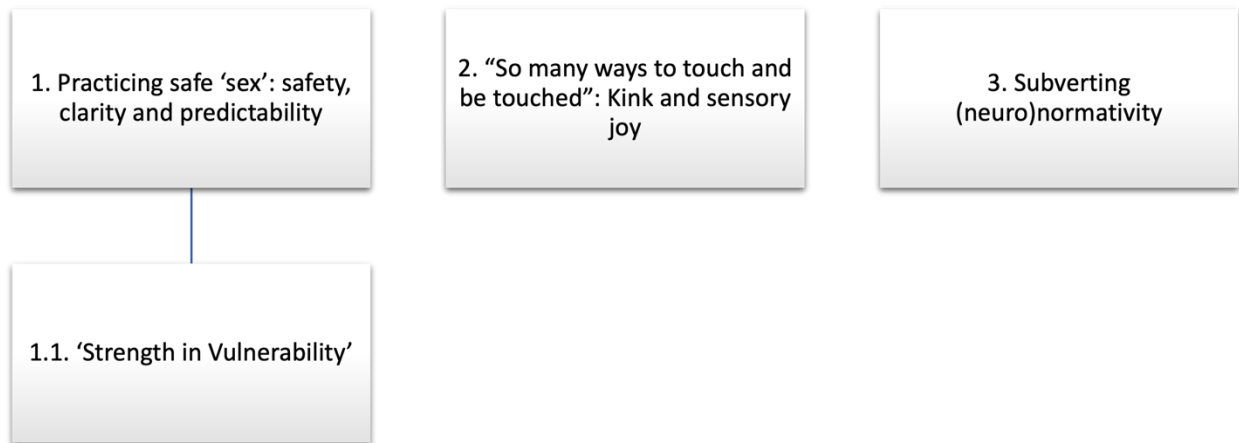 1. Practicing safe ‘sex’: safety,
clarity and predictability
2. “So many ways to touch and
be touched”: Kink and sensory
joy
3. Subverting
(neuro)normativity
1.1. ‘Strength in Vulnerability’